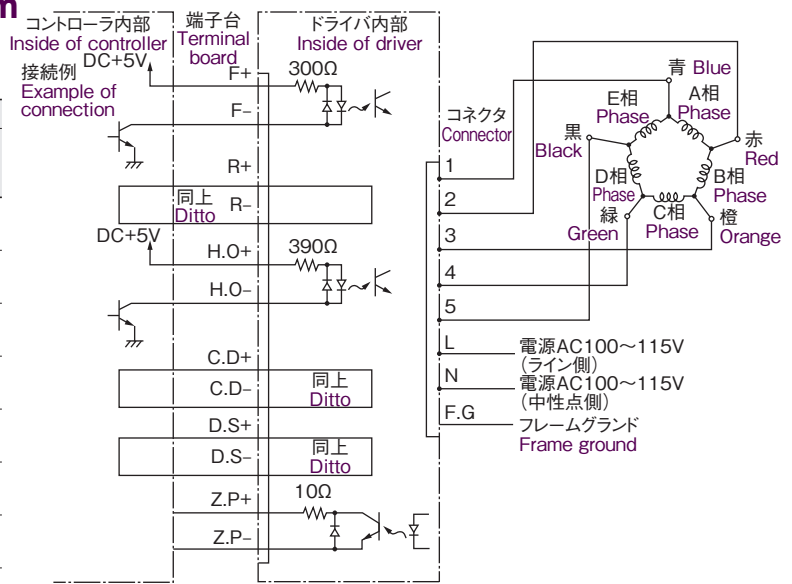 m
コントローラ内部
Inside of controller
端子台
Terminal
board
ドライバ内部
Inside of driver
接続例
Example of
connection
DC+5V
F+
300Ω
F−
R+
同上
Ditto
R−
DC+5V
H.O+
390Ω
H.O−
C.D+
C.D−
同上
Ditto
D.S+
D.S−
同上
Ditto
Z.P+
10Ω
Z.P−
コネクタ
Connector
1
2
3
4
5
L
電源AC100～115V
（ライン側）
N
電源AC100～115V
（中性点側）
F.G
フレームグランド
Frame ground
青 Blue
E相
Phase
A相
Phase
黒
Black
赤
Red
D相
Phase
B相
Phase
緑
Green
C相
Phase
橙
Orange